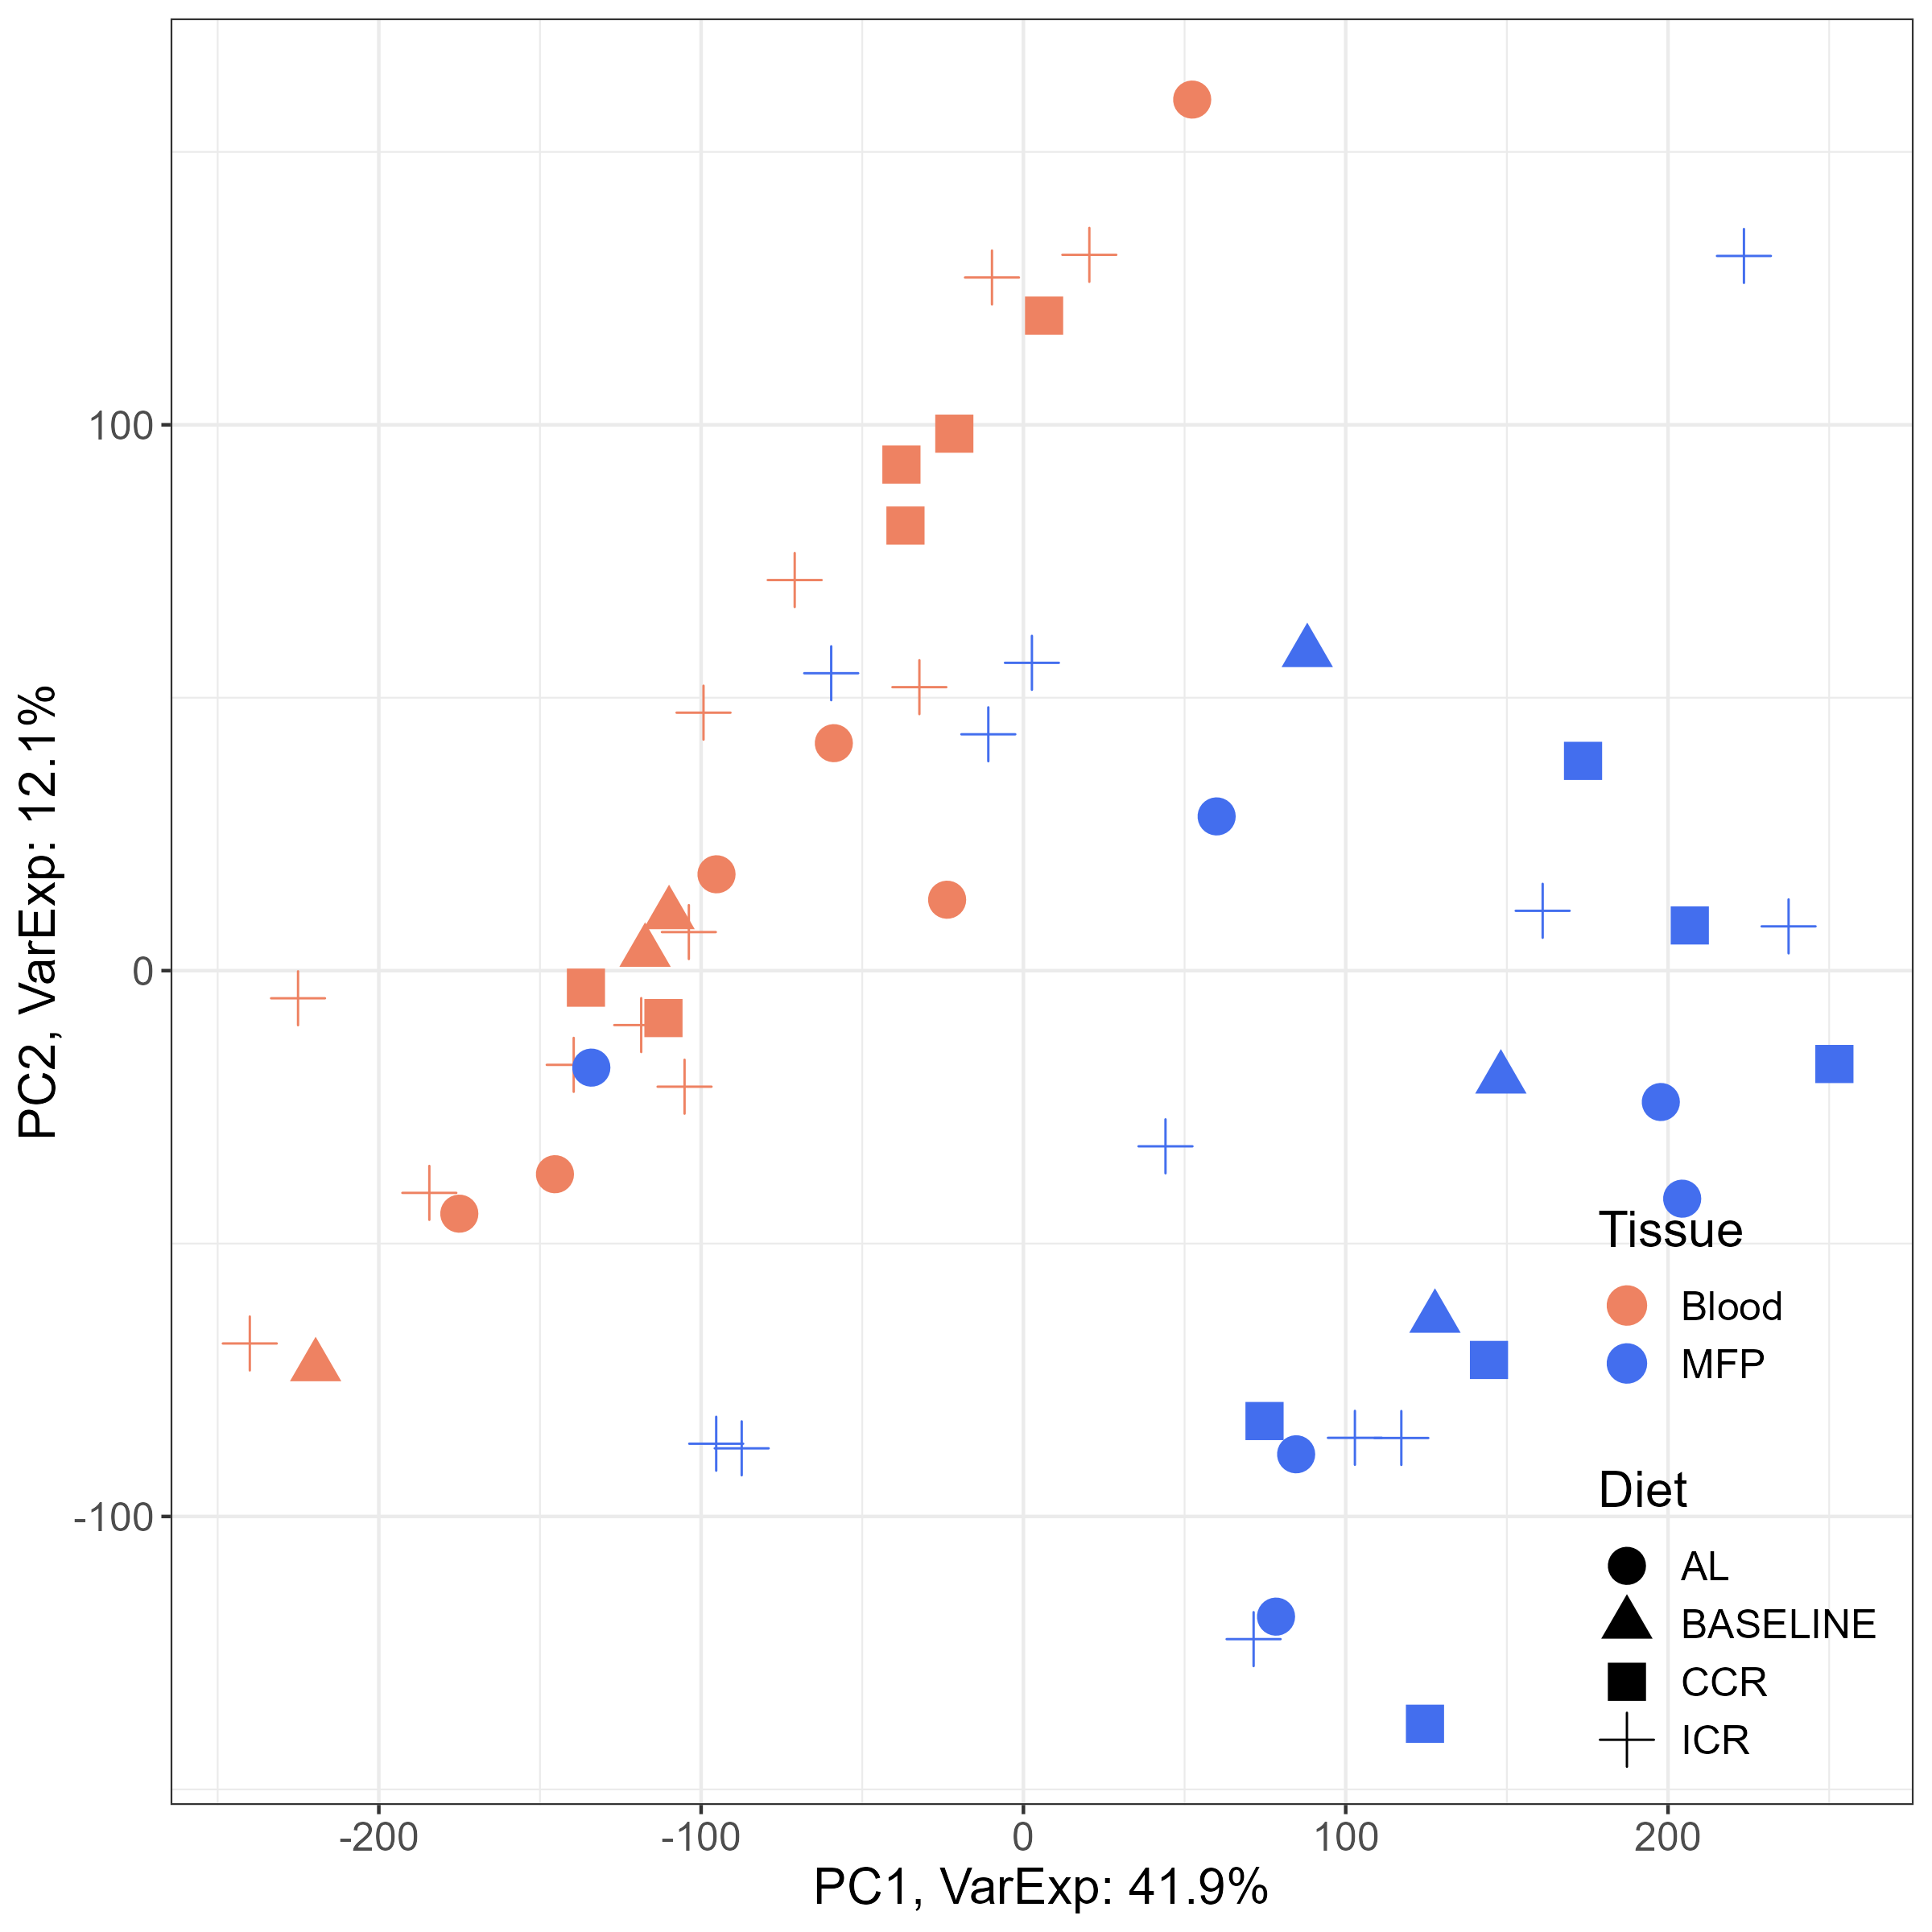 PC2, VarExp: 12.1%
100
0
-100
-200
-100
0
100
200
PC1, VarExp: 41.9%
Tissue
Blood
MFP
Diet
AL
BASELINE
CCR
ICR